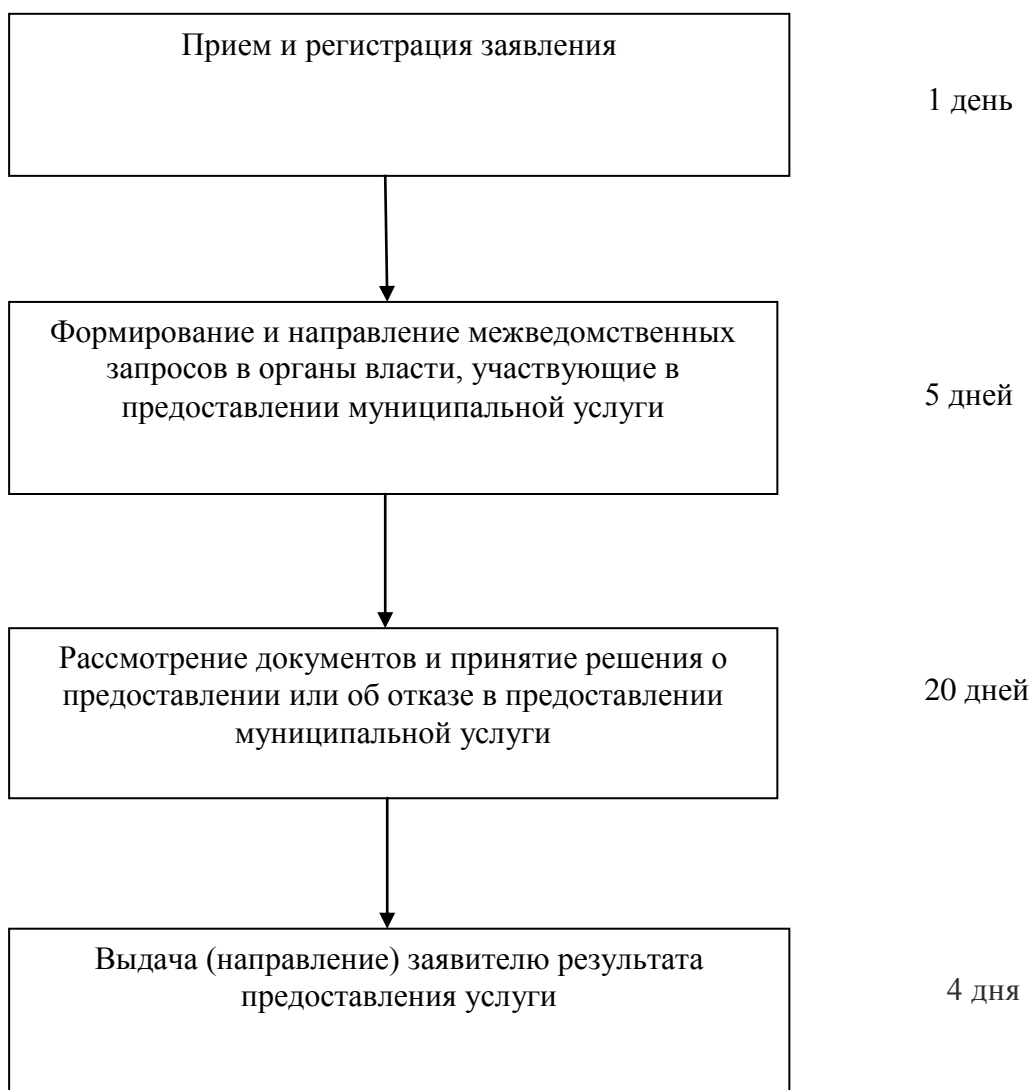 Прием и регистрация заявления
1 день
Формирование и направление межведомственных
запросов в органы власти, участвующие в
предоставлении муниципальной услуги
5 дней
Рассмотрение документов и принятие решения о
предоставлении или об отказе в предоставлении
муниципальной услуги
20 дней
Выдача (направление) заявителю результата
предоставления услуги
4 дня